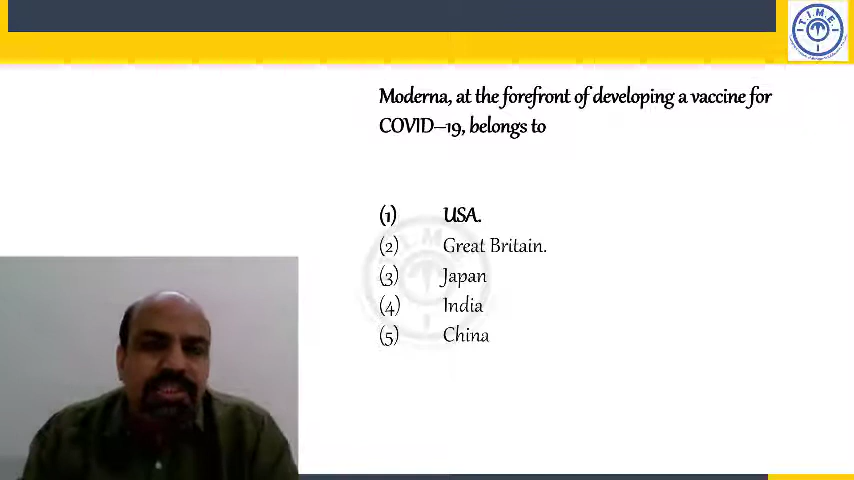 T.I.M.E.
Moderna, at the forefront of developing a vaccine for
COVID–19, belongs to
(1) USA.
(2) Great Britain.
(3) Japan
(4) India
(5) China